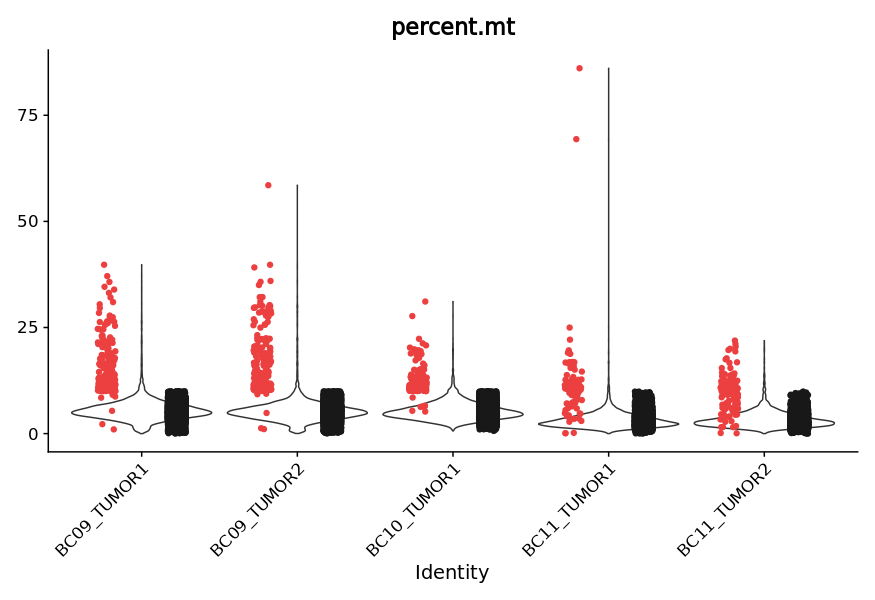 percent.mt
75
50
25
0
BC09_TUMOR1
BC09_TUMOR2
BC10_TUMOR1
BC11_TUMOR1
BC11_TUMOR2
Identity